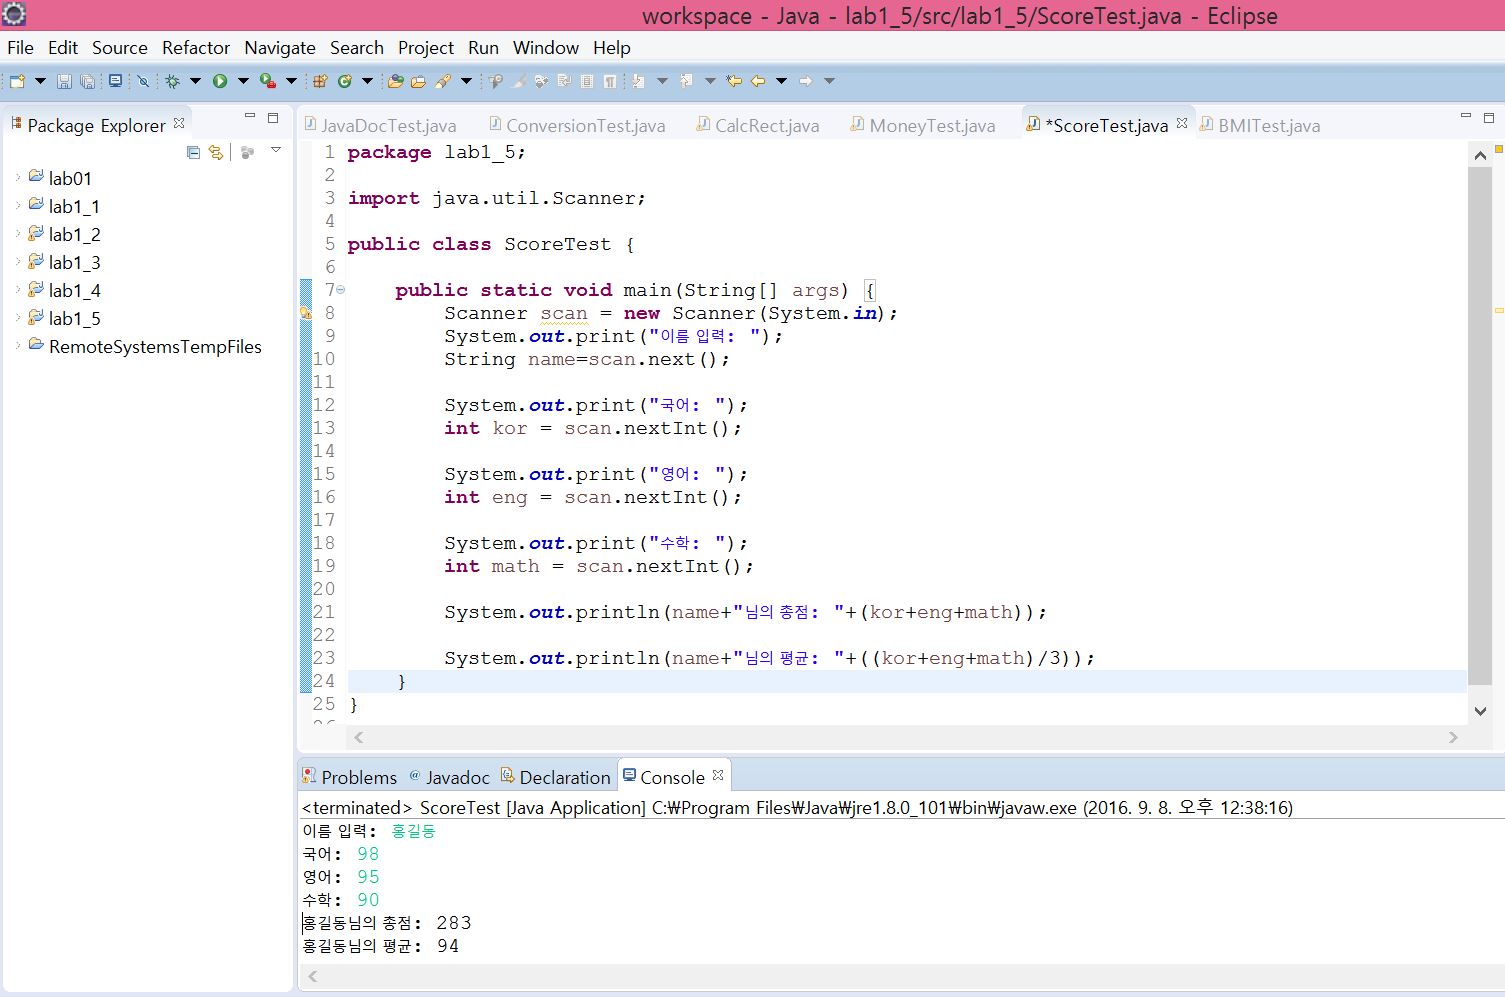 workspace - Java - lab1_5/src/lab1_5/ScoreTest.java - Eclipse
File Edit Source Refactor Navigate Search Project Run Window Help
Package Explorer
lab01
lab1_1
lab1_2
lab1_3
lab1_4
lab1_5
RemoteSystemsTempFiles
JavaDocTest.java ConversionTest.java CalcRect.java MoneyTest.java *ScoreTest.java BMITest.java
1 package lab1_5;
2
3 import java.util.Scanner;
4
5 public class ScoreTest {
6
7 public static void main(String[] args) {
8 Scanner scan = new Scanner(System.in);
9 System.out.print("이름 입력: ");
10 String name=scan.next();
11
12 System.out.print("국어: ");
13 int kor = scan.nextInt();
14
15 System.out.print("영어: ");
16 int eng = scan.nextInt();
17
18 System.out.print("수학: ");
19 int math = scan.nextInt();
20
21 System.out.println(name+"님의 총점: "+(kor+eng+math));
22
23 System.out.println(name+"님의 평균: "+((kor+eng+math)/3));
24 }
25 }
Problems @ Javadoc Declaration Console
<terminated> ScoreTest [Java Application] C:₩Program Files₩Java₩jre1.8.0_101₩bin₩javaw.exe (2016. 9. 8. 오후 12:38:16)
이름 입력: 홍길동
국어: 98
영어: 95
수학: 90
홍길동님의 총점: 283
홍길동님의 평균: 94